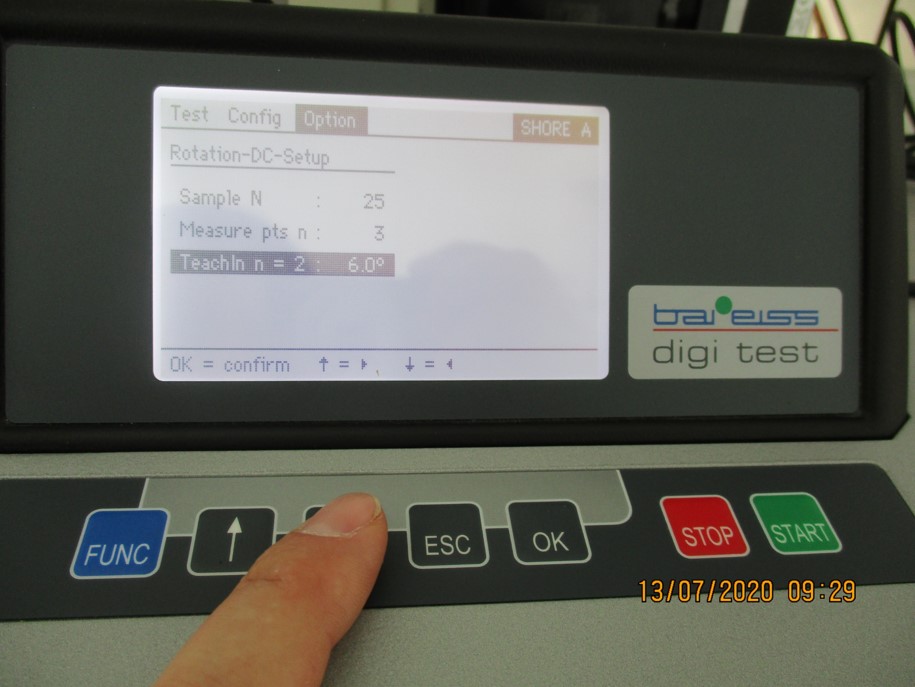 Test Config Option SHORE A
Rotation-DC-Setup
Sample N : 25
Measure pts n : 3
TeachIn n = 2 : 6.0°
OK = confirm ↑ = ▶, ↓ = ◀
bareiss
digi test
FUNC ↑ ESC OK STOP START
13/07/2020 09:29